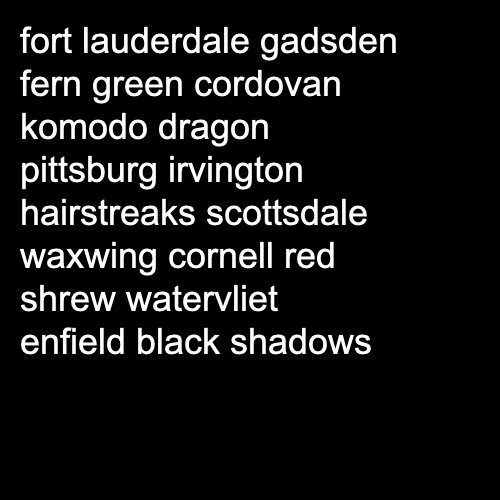 fort lauderdale gadsden
fern green cordovan
komodo dragon
pittsburg irvington
hairstreaks scottsdale
waxwing cornell red
shrew watervliet
enfield black shadows